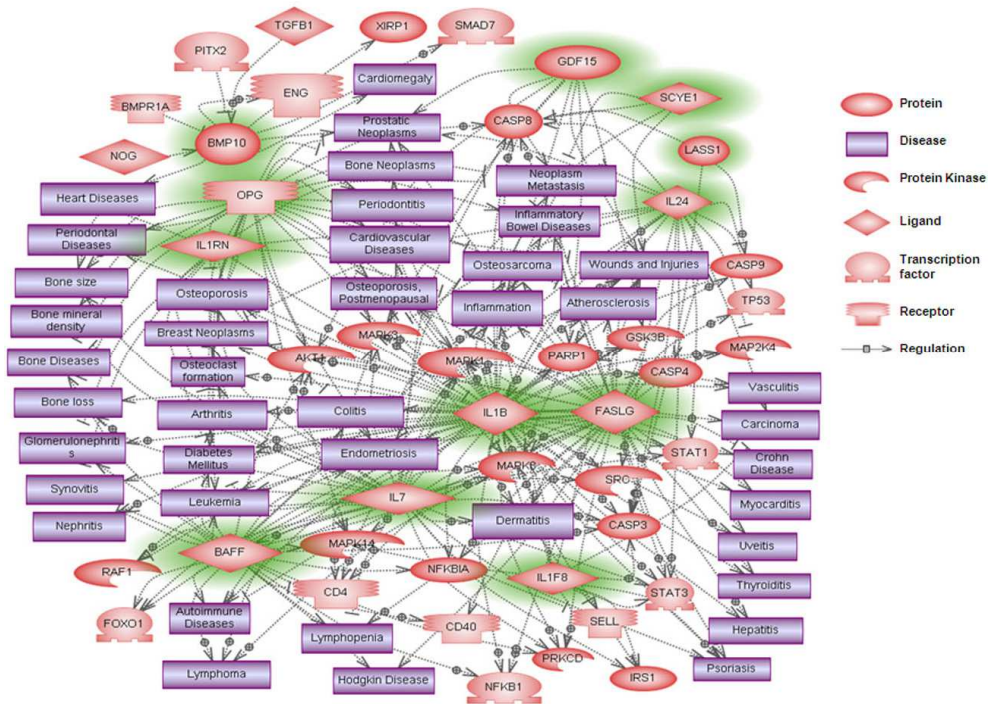 TGFB1
XIRP1
SMAD7
PITX2
GDF15
Cardiomegaly
ENG
SCYE1
BMPR1A
Prostatic
Neoplasms
CASP8
BMP10
LASS1
NOG
Bone Neoplasms
Neoplasm
Metastasis
Heart Diseases
OPG
Periodontitis
IL24
Periodontal
Diseases
IL1RN
Cardiovascular
Diseases
Inflammatory
Bowel Diseases
Bone size
Osteosarcoma
Wounds and Injuries
CASP9
Osteoporosis
Osteoporosis,
Postmenopausal
Inflammation
Atherosclerosis
TP53
Bone mineral
density
Breast Neoplasms
MAPK3
GSK3B
Bone Diseases
Osteoclast
formation
AKT1
MAPK1
PARP1
MAP2K4
CASP4
Vasculitis
Bone loss
Arthritis
Colitis
IL1B
FASLG
Carcinoma
Glomerulonephriti
s
Diabetes
Mellitus
Endometriosis
STAT1
Crohn
Disease
Synovitis
Leukemia
IL7
MAPK8
SRC
Myocarditis
Nephritis
Dermatitis
CASP3
BAFF
MAPK14
Uveitis
RAF1
NFKBIA
IL1F8
Thyroiditis
CD4
STAT3
FOXO1
Autoimmune
Diseases
Lymphopenia
CD40
SELL
Hepatitis
Lymphoma
Hodgkin Disease
PRKCD
Psoriasis
NFKB1
IRS1
Protein
Disease
Protein Kinase
Ligand
Transcription
factor
Receptor
Regulation